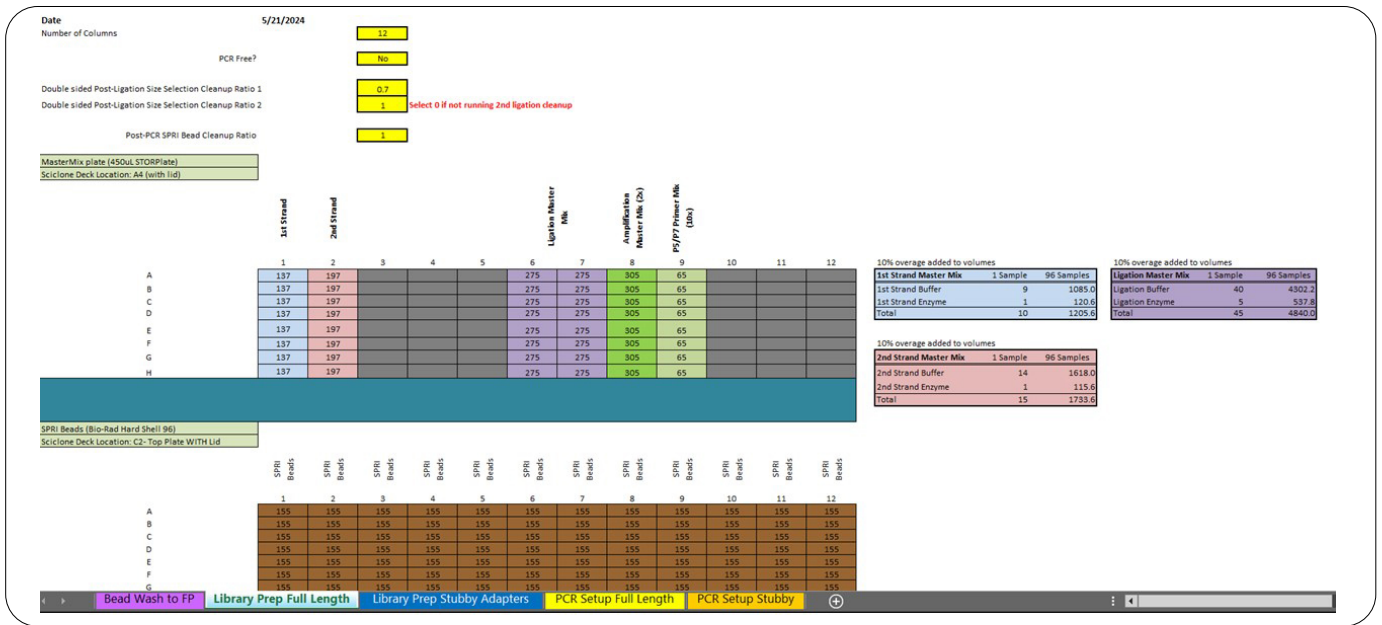 Date 5/21/2024
Number of Columns 12
PCR Free? No
Double sided Post-Ligation Size Selection Cleanup Ratio 1 0.7
Double sided Post-Ligation Size Selection Cleanup Ratio 2 1 Select 0 if not running 2nd ligation cleanup
Post-PCR SPRI Bead Cleanup Ratio 1
MasterMix plate (450uL STORPlate)
Sciclone Deck Location: A4 (with lid)
1st Strand
2nd Strand
Ligation Master Mix
Amplification Master Mix (2x)
P5/P7 Primer Mix (10x)
1 2 3 4 5 6 7 8 9 10 11 12
A 137 197 275 275 305 65
B 137 197 275 275 305 65
C 137 197 275 275 305 65
D 137 197 275 275 305 65
E 137 197 275 275 305 65
F 137 197 275 275 305 65
G 137 197 275 275 305 65
H 137 197 275 275 305 65
10% overage added to volumes
1st Strand Master Mix 1 Sample 96 Samples
1st Strand Buffer 9 1085.0
1st Strand Enzyme 1 120.6
Total 10 1205.6
10% overage added to volumes
Ligation Master Mix 1 Sample 96 Samples
Ligation Buffer 40 4302.2
Ligation Enzyme 5 537.8
Total 45 4840.0
10% overage added to volumes
2nd Strand Master Mix 1 Sample 96 Samples
2nd Strand Buffer 14 1618.0
2nd Strand Enzyme 1 115.6
Total 15 1733.6
SPRI Beads (Bio-Rad Hard Shell 96)
Sciclone Deck Location: C2- Top Plate WITH Lid
SPRI Beads SPRI Beads SPRI Beads SPRI Beads SPRI Beads SPRI Beads SPRI Beads SPRI Beads SPRI Beads SPRI Beads SPRI Beads SPRI Beads
1 2 3 4 5 6 7 8 9 10 11 12
A 155 155 155 155 155 155 155 155 155 155 155 155
B 155 155 155 155 155 155 155 155 155 155 155 155
C 155 155 155 155 155 155 155 155 155 155 155 155
D 155 155 155 155 155 155 155 155 155 155 155 155
E 155 155 155 155 155 155 155 155 155 155 155 155
F 155 155 155 155 155 155 155 155 155 155 155 155
G 155 155 155 155 155 155 155 155 155 155 155 155
Bead Wash to FP Library Prep Full Length Library Prep Stubby Adapters PCR Setup Full Length PCR Setup Stubby